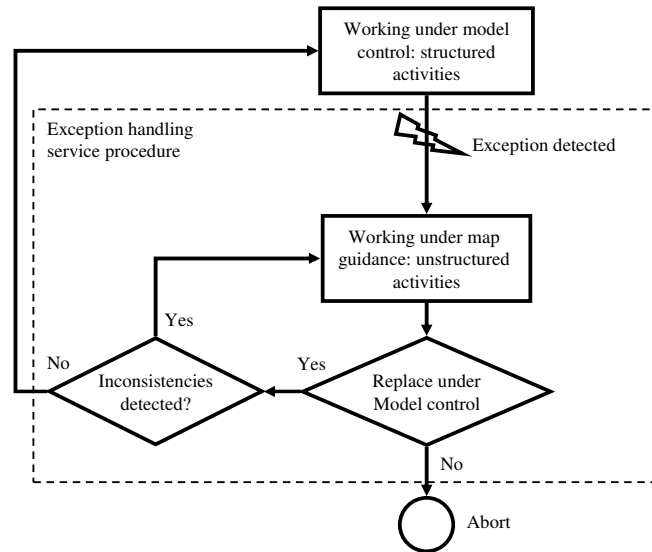 Working under model
control: structured
activities
Exception handling
service procedure
Exception detected
Working under map
guidance: unstructured
activities
Yes
No
Yes
Inconsistencies
detected?
Replace under
Model control
No
Abort